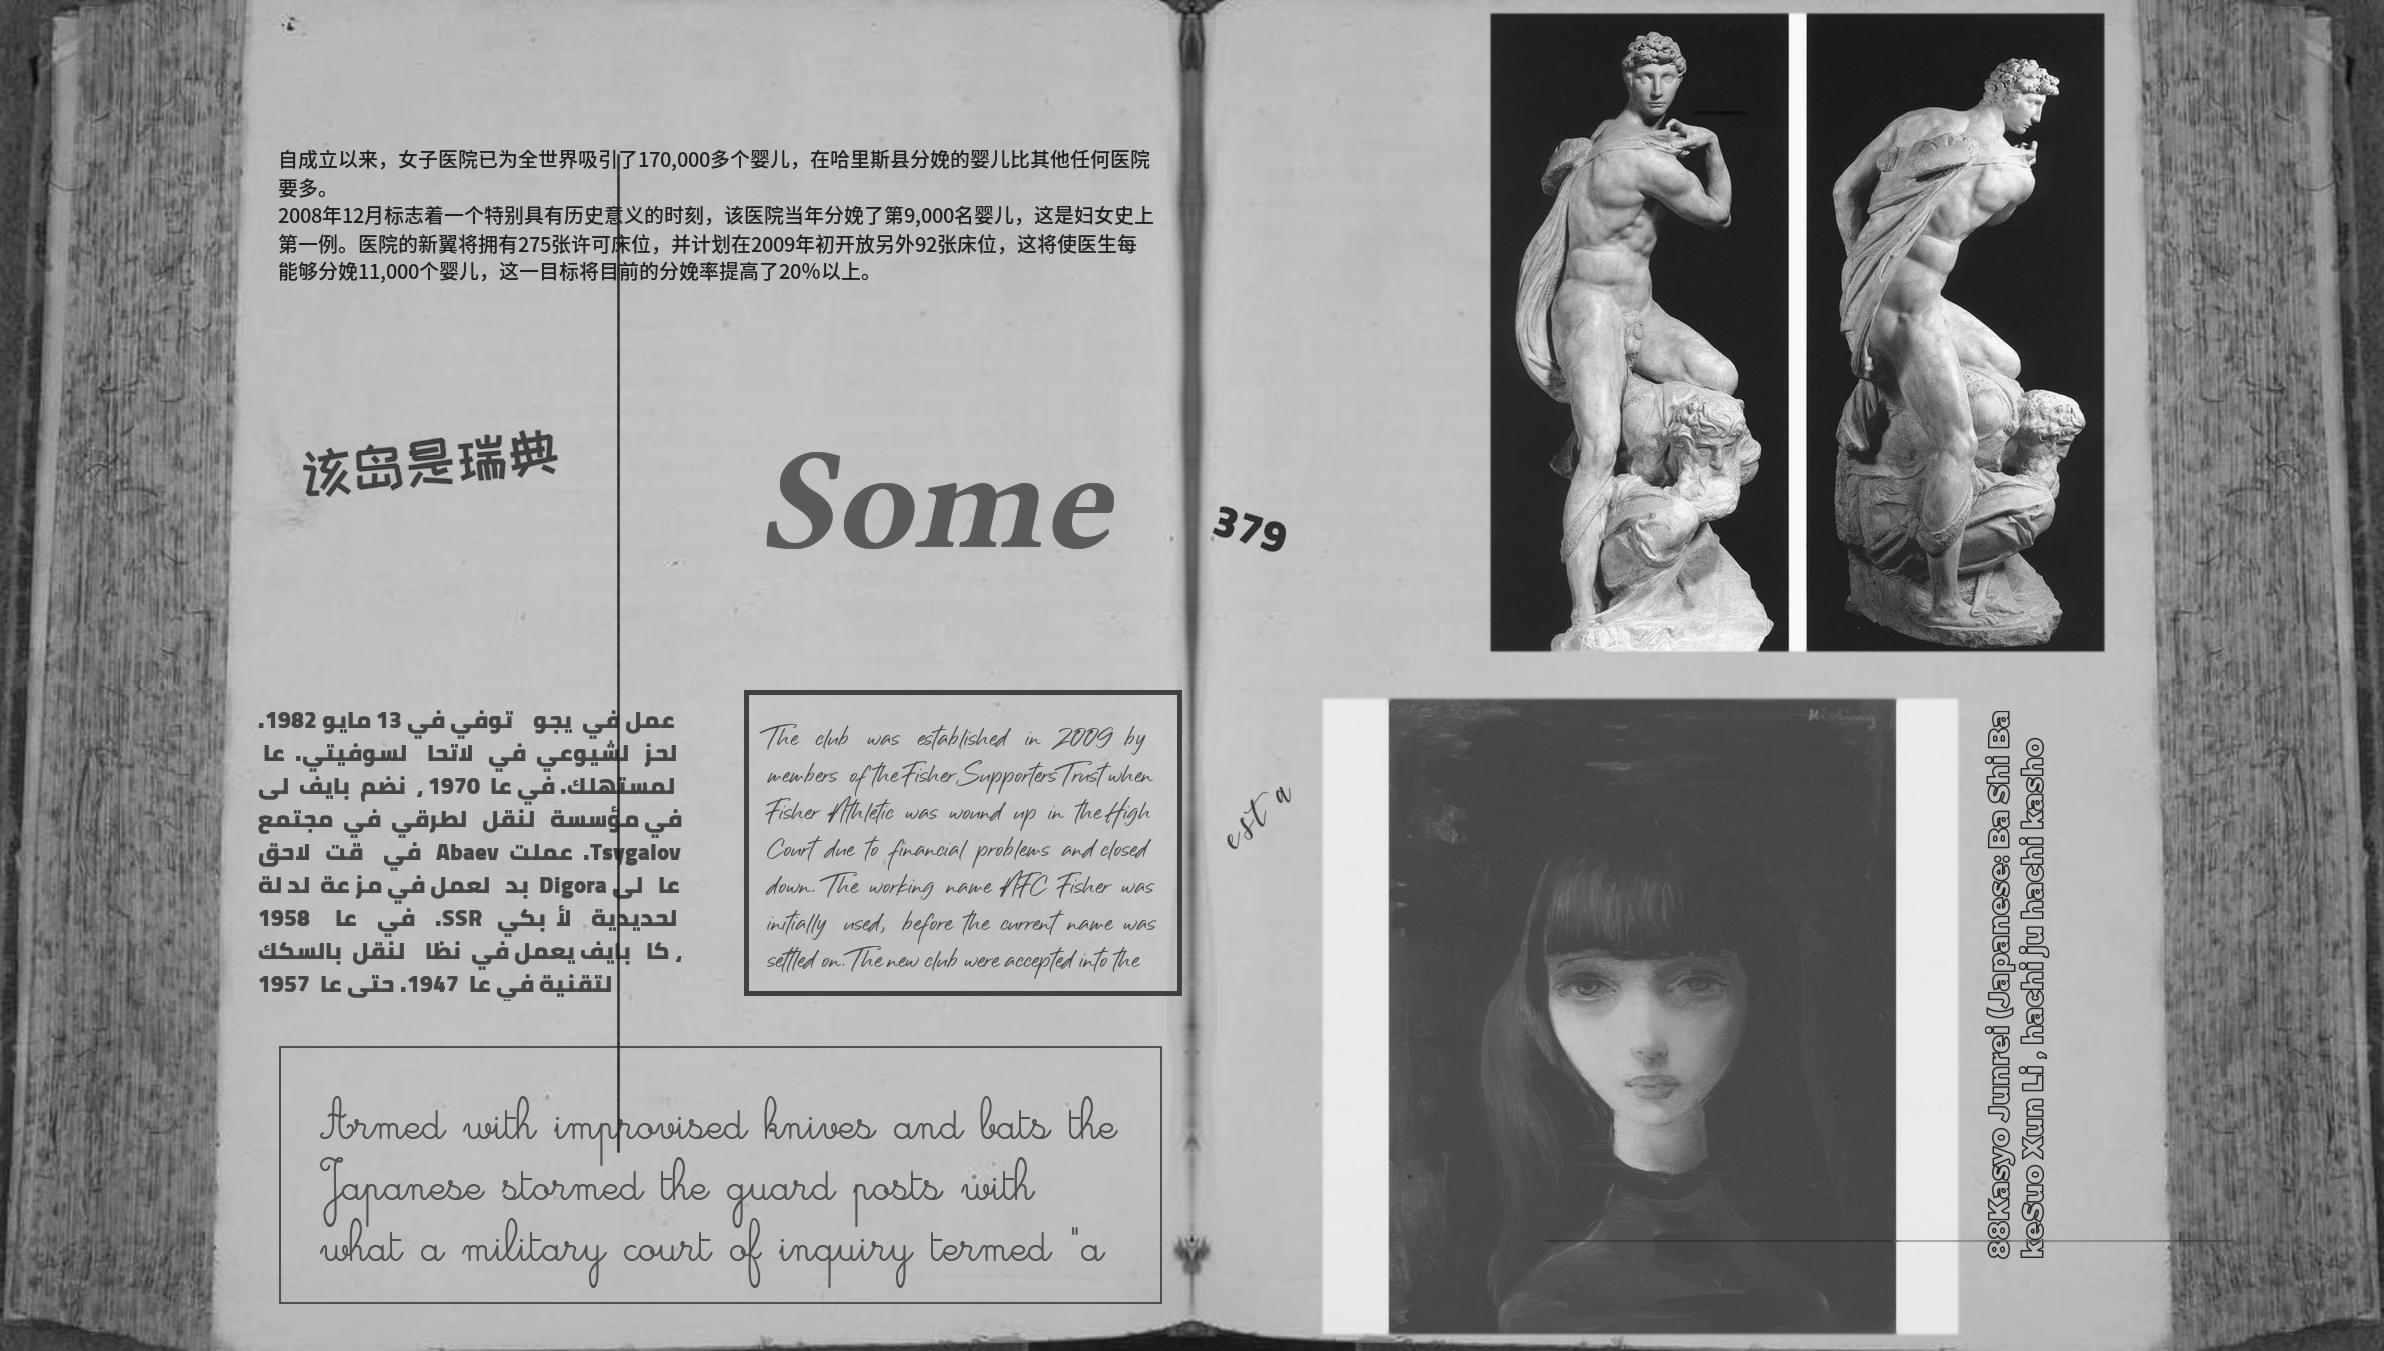 自成立以来，女子医院已为全世界吸引了170,000多个婴儿，在哈里斯县分娩的婴儿比其他任何医院
要多。
2008年12月标志着一个特别具有历史意义的时刻，该医院当年分娩了第9,000名婴儿，这是妇女史上
第一例。医院的新翼将拥有275张许可床位，并计划在2009年初开放另外92张床位，这将使医生每
能够分娩11,000个婴儿，这一目标将目前的分娩率提高了20%以上。
该岛是瑞典
Some
379
عمل في يجو توفي في 13 مايو 1982.
لحز لشيوعي في لاتحا لسوفيتي. عا
لمستهلك. في عا 1970 , نضم بايف لى
في مؤسسة لنقل لطرقي في مجتمع
Tsygalov. عملت Abaev في قت لاحق
عا لى Digora بد لعمل في مز عة لد لة
لحديدية لأ بكي SSR. في عا 1958
, كا بايف يعمل في نظا لنقل بالسكك
لتقنية في عا 1947. حتى عا 1957
The club was established in 2009 by
members of the Fisher Supporters Trust when
Fisher Athletic was wound up in the High
Court due to financial problems and closed
down. The working name AFC Fisher was
initially used, before the current name was
settled on. The new club were accepted into the
est a
Armed with improvised knives and bats the
Japanese stormed the guard posts with
what a military court of inquiry termed "a
Kisling
88Kasyo Junrei (Japanese: Ba Shi Ba
keSuo Xun Li , hachi ju hachi kasho